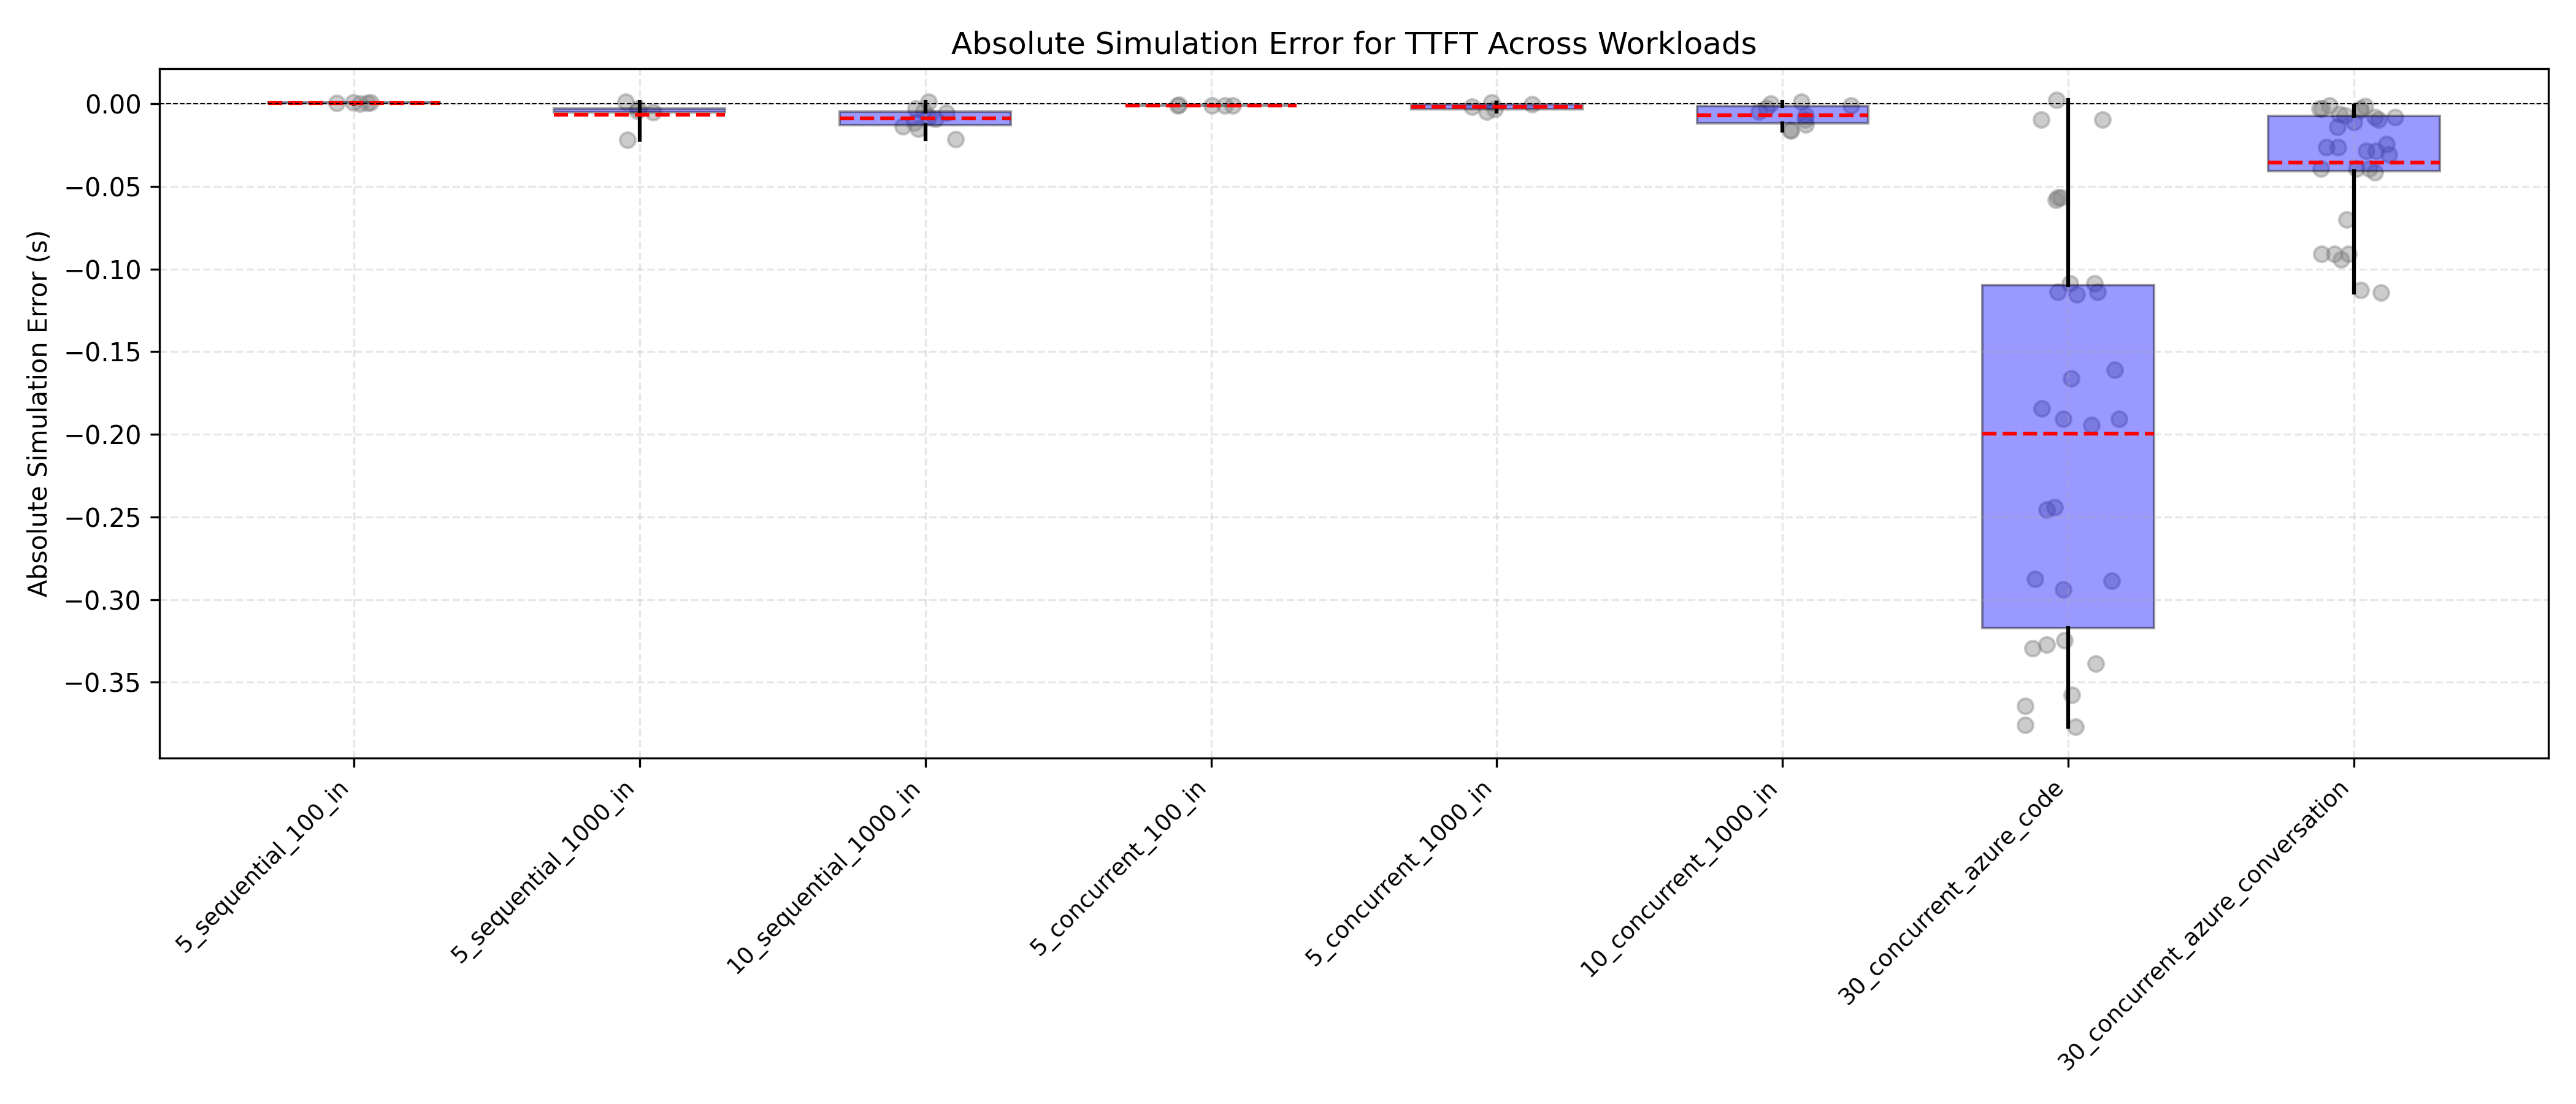 Absolute Simulation Error for TTFT Across Workloads
Absolute Simulation Error (s)
0.00
−0.05
−0.10
−0.15
−0.20
−0.25
−0.30
−0.35
5_sequential_100_in
5_sequential_1000_in
10_sequential_1000_in
5_concurrent_100_in
5_concurrent_1000_in
10_concurrent_1000_in
30_concurrent_azure_code
30_concurrent_azure_conversation